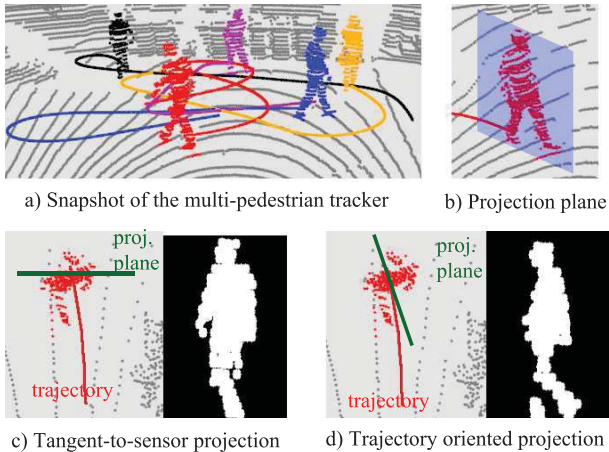 a) Snapshot of the multi-pedestrian tracker
b) Projection plane
proj.
plane
trajectory
proj.
plane
trajectory
c) Tangent-to-sensor projection
d) Trajectory oriented projection